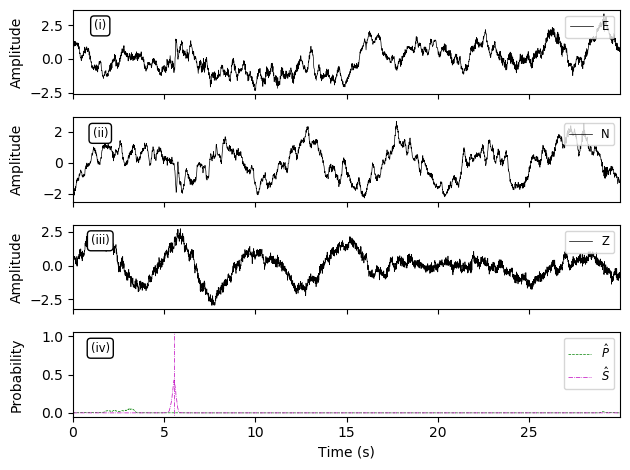 Amplitude
2.5
0.0
−2.5
(i)
E
Amplitude
2
0
−2
(ii)
N
Amplitude
2.5
0.0
−2.5
(iii)
Z
Probability
1.0
0.5
0.0
(iv)
P̂
Ŝ
0 5 10 15 20 25
Time (s)